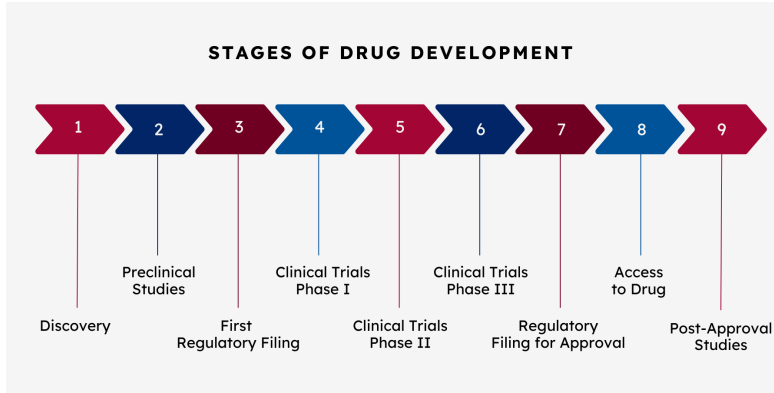 STAGES OF DRUG DEVELOPMENT
1
2
3
4
5
6
7
8
9
Discovery
Preclinical
Studies
First
Regulatory Filing
Clinical Trials
Phase I
Clinical Trials
Phase II
Clinical Trials
Phase III
Regulatory
Filing for Approval
Access
to Drug
Post-Approval
Studies